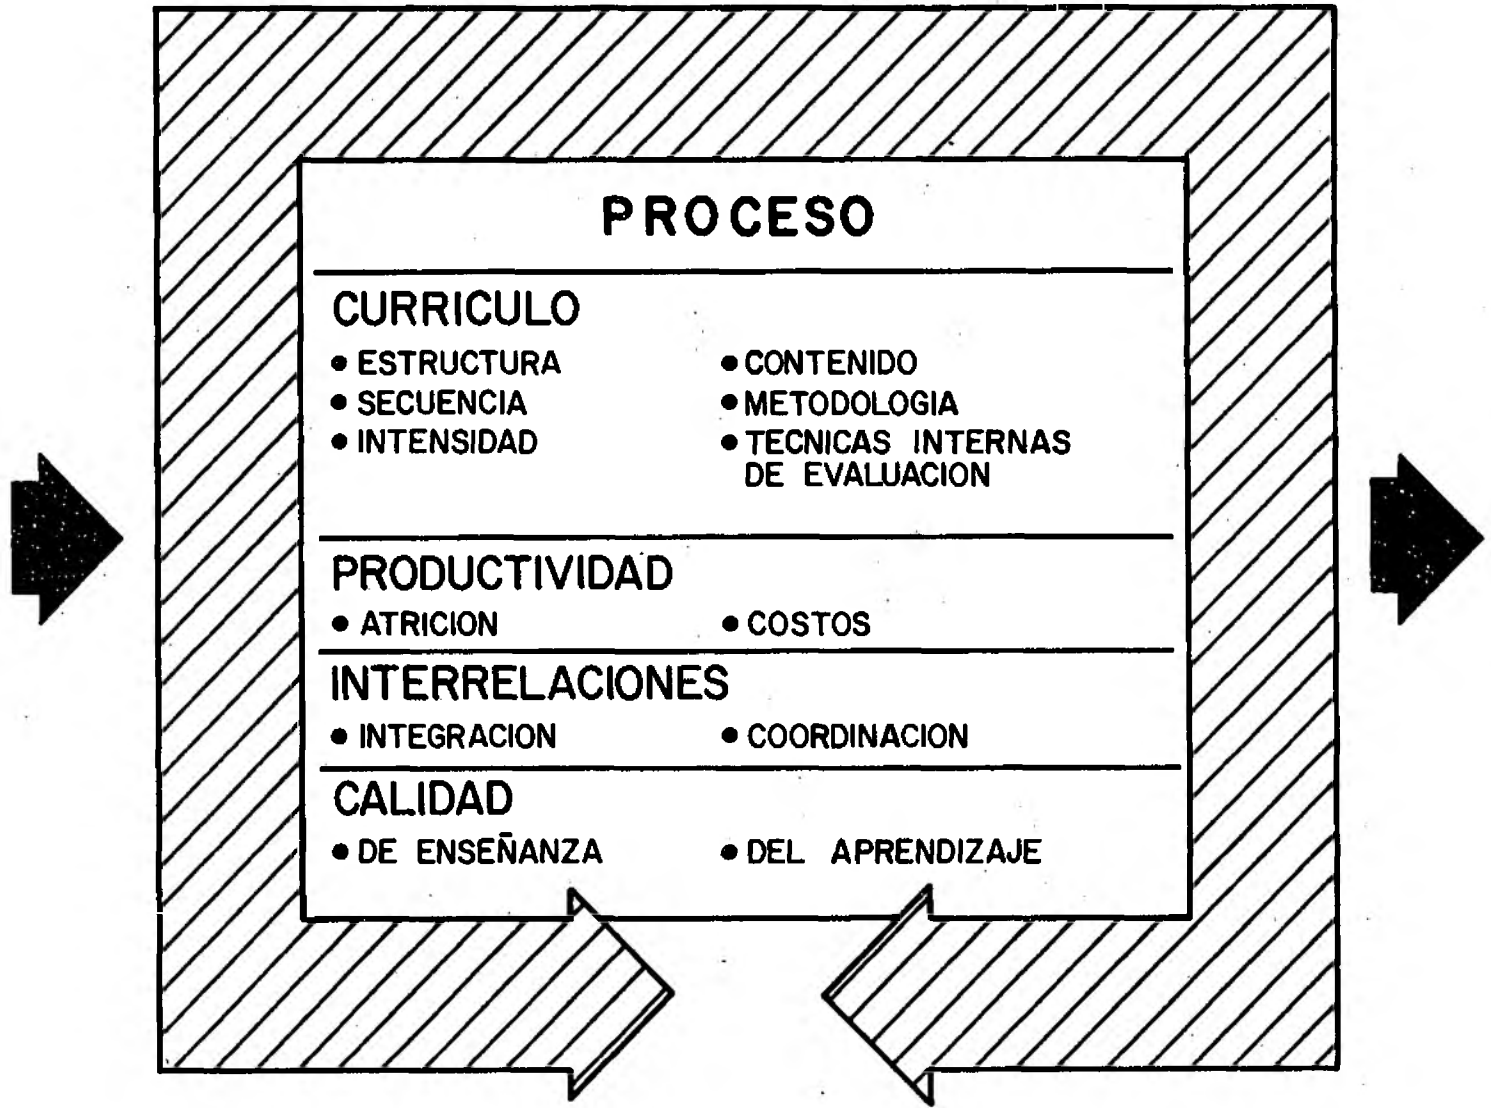 PROCESO
CURRICULO
• ESTRUCTURA
• SECUENCIA
• INTENSIDAD
• CONTENIDO
• METODOLOGIA
• TECNICAS INTERNAS
DE EVALUACION
PRODUCTIVIDAD
• ATRICION
• COSTOS
INTERRELACIONES
• INTEGRACION
• COORDINACION
CALIDAD
• DE ENSEÑANZA
• DEL APRENDIZAJE